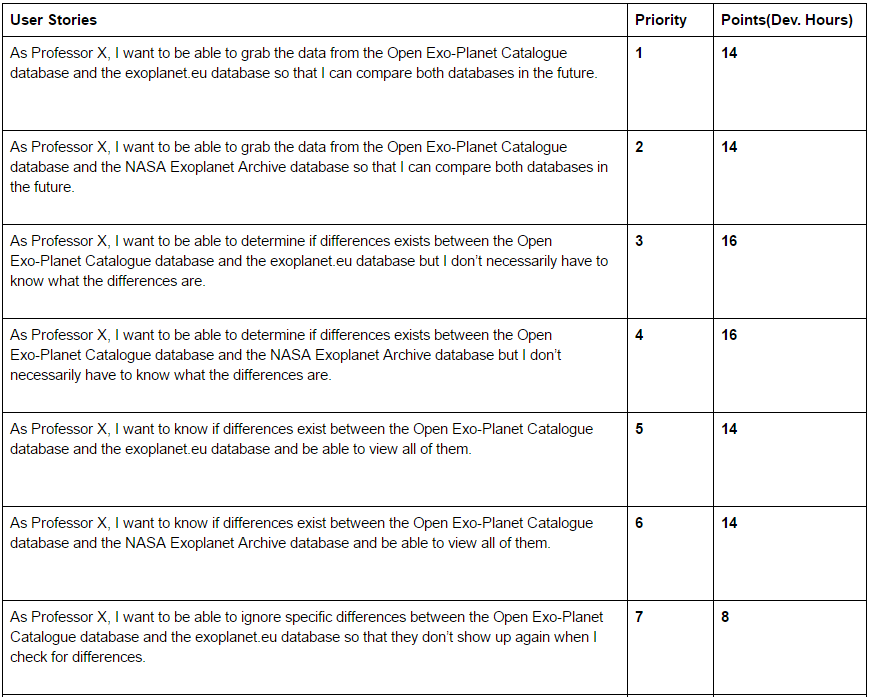 User Stories Priority Points(Dev. Hours)
As Professor X, I want to be able to grab the data from the Open Exo-Planet Catalogue 1 14
database and the exoplanet.eu database so that I can compare both databases in the future.
As Professor X, I want to be able to grab the data from the Open Exo-Planet Catalogue 2 14
database and the NASA Exoplanet Archive database so that I can compare both databases in
the future.
As Professor X, I want to be able to determine if differences exists between the Open 3 16
Exo-Planet Catalogue database and the exoplanet.eu database but I don't necessarily have to
know what the differences are.
As Professor X, I want to be able to determine if differences exists between the Open 4 16
Exo-Planet Catalogue database and the NASA Exoplanet Archive database but I don't
necessarily have to know what the differences are.
As Professor X, I want to know if differences exist between the Open Exo-Planet Catalogue 5 14
database and the exoplanet.eu database and be able to view all of them.
As Professor X, I want to know if differences exist between the Open Exo-Planet Catalogue 6 14
database and the NASA Exoplanet Archive database and be able to view all of them.
As Professor X, I want to be able to ignore specific differences between the Open Exo-Planet 7 8
Catalogue database and the exoplanet.eu database so that they don't show up again when I
check for differences.